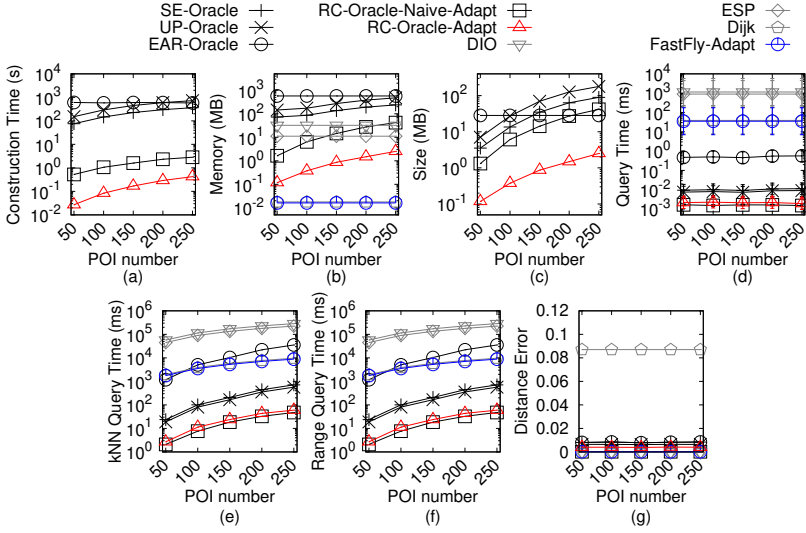 SE-Oracle
UP-Oracle
EAR-Oracle
RC-Oracle-Naive-Adapt
RC-Oracle-Adapt
DIO
ESP
Dijk
FastFly-Adapt
Construction Time (s)
10^4
10^3
10^2
10^1
10^0
10^-1
10^-2
50
100
150
200
250
POI number
(a)
Memory (MB)
10^3
10^2
10^1
10^0
10^-1
10^-2
50
100
150
200
250
POI number
(b)
Size (MB)
10^2
10^1
10^0
10^-1
50
100
150
200
250
POI number
(c)
Query Time (ms)
10^4
10^3
10^2
10^1
10^0
10^-1
10^-2
10^-3
50
100
150
200
250
POI number
(d)
kNN Query Time (ms)
10^6
10^5
10^4
10^3
10^2
10^1
10^0
50
100
150
200
250
POI number
(e)
Range Query Time (ms)
10^6
10^5
10^4
10^3
10^2
10^1
10^0
50
100
150
200
250
POI number
(f)
Distance Error
0.12
0.1
0.08
0.06
0.04
0.02
0
50
100
150
200
250
POI number
(g)